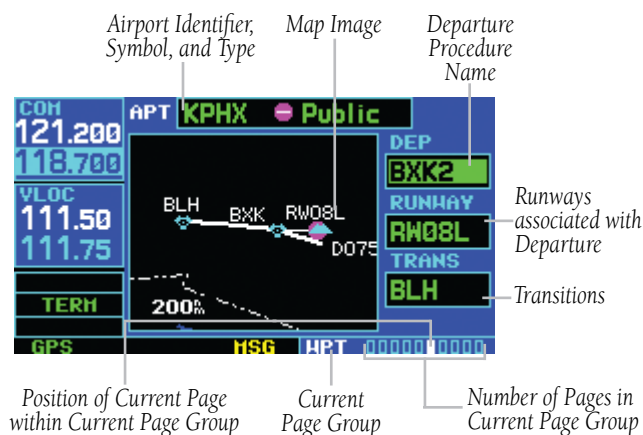 Airport Identifier,
Symbol, and Type
Map Image
Departure
Procedure
Name
COM
121.200
118.700
APT KPHX Public
DEP
BXK2
VLOC
111.50
111.75
BLH
BXK
RW08L
D075
RUNWAY
RW08L
Runways
associated with
Departure
TRANS
BLH
Transitions
TERM
200nm
GPS
MSG
WPT
Position of Current Page
within Current Page Group
Current
Page Group
Number of Pages in
Current Page Group